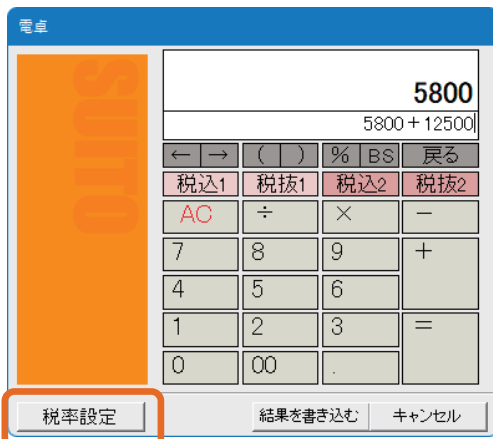 電卓
SUITO
5800
5800+12500
← → ( ) % BS 戻る
税込1 税抜1 税込2 税抜2
AC ÷ × −
7 8 9 +
4 5 6
1 2 3 =
0 00 .
税率設定 結果を書き込む キャンセル